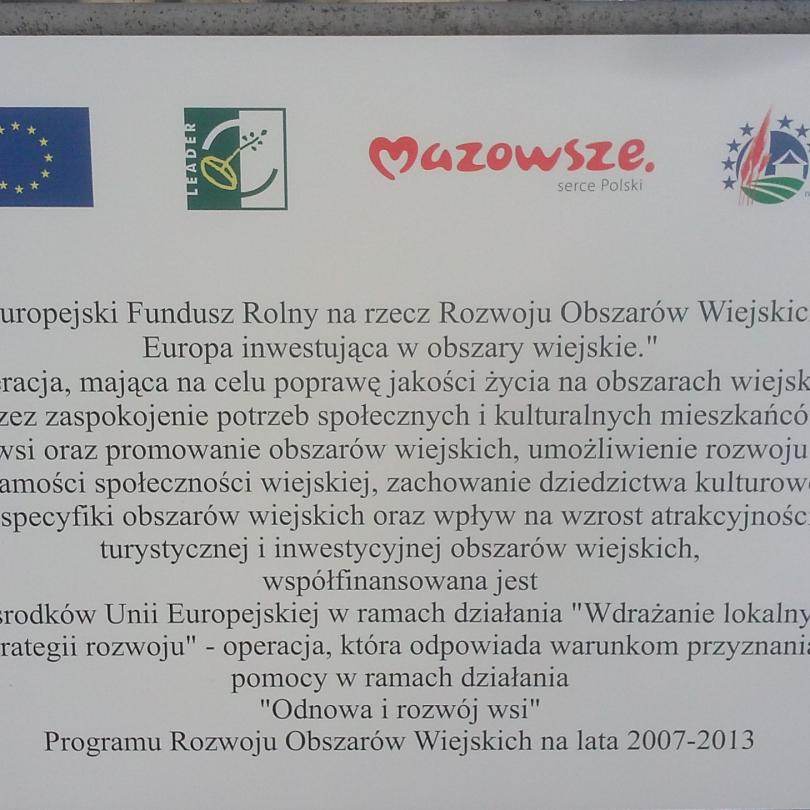 LEADER
mazowsze.
serce Polski
uropejski Fundusz Rolny na rzecz Rozwoju Obszarów Wiejskic
Europa inwestująca w obszary wiejskie."
eracja, mająca na celu poprawę jakości życia na obszarach wiejsk
zez zaspokojenie potrzeb społecznych i kulturalnych mieszkańcó
wsi oraz promowanie obszarów wiejskich, umożliwienie rozwoju
amości społeczności wiejskiej, zachowanie dziedzictwa kulturowe
specyfiki obszarów wiejskich oraz wpływ na wzrost atrakcyjności
turystycznej i inwestycyjnej obszarów wiejskich,
współfinansowana jest
środków Unii Europejskiej w ramach działania "Wdrażanie lokalny
rategii rozwoju" - operacja, która odpowiada warunkom przyznania
pomocy w ramach działania
"Odnowa i rozwój wsi"
Programu Rozwoju Obszarów Wiejskich na lata 2007-2013